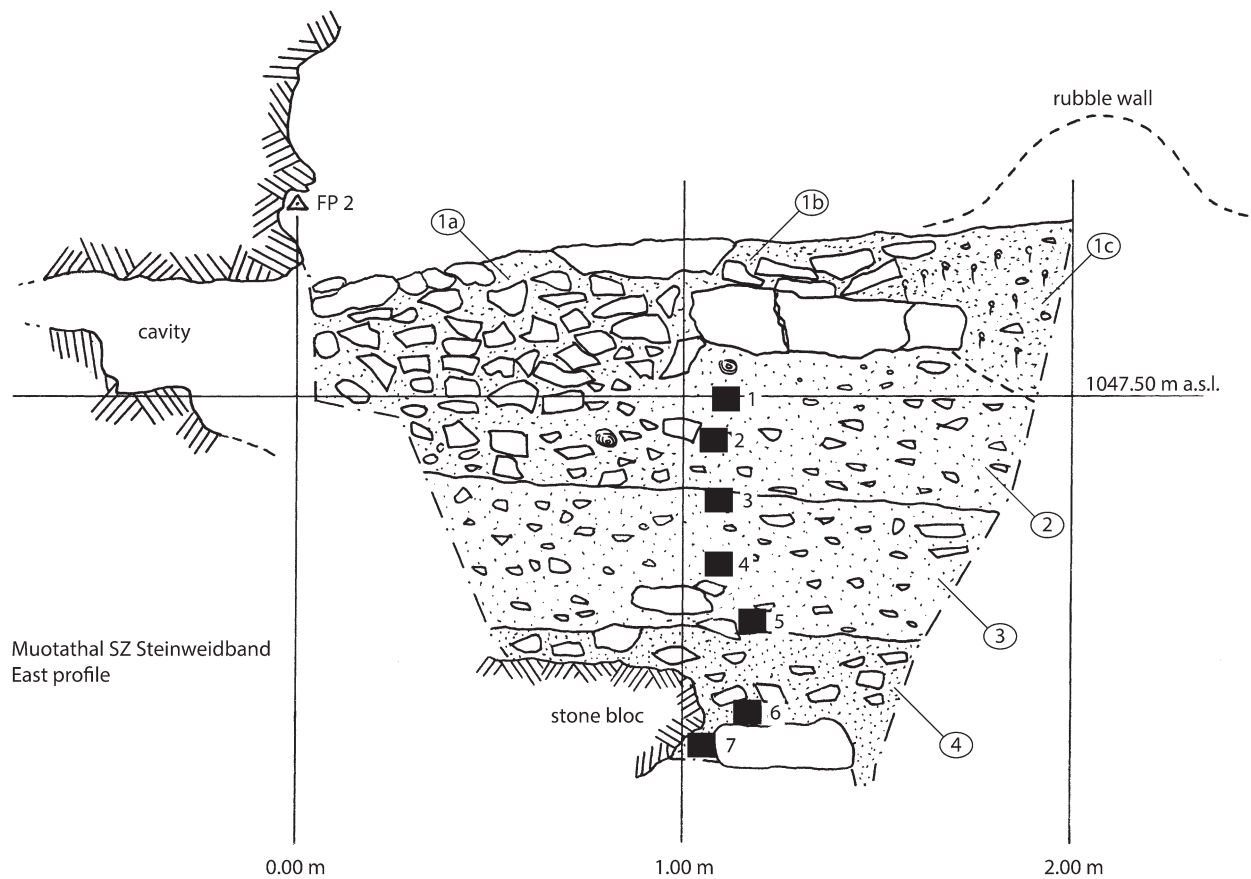 rubble wall
FP 2
1a
1b
1c
cavity
1047.50 m a.s.l.
1
2
3
2
4
5
3
Muotathal SZ Steinweidband
East profile
stone bloc
6
4
7
0.00 m
1.00 m
2.00 m